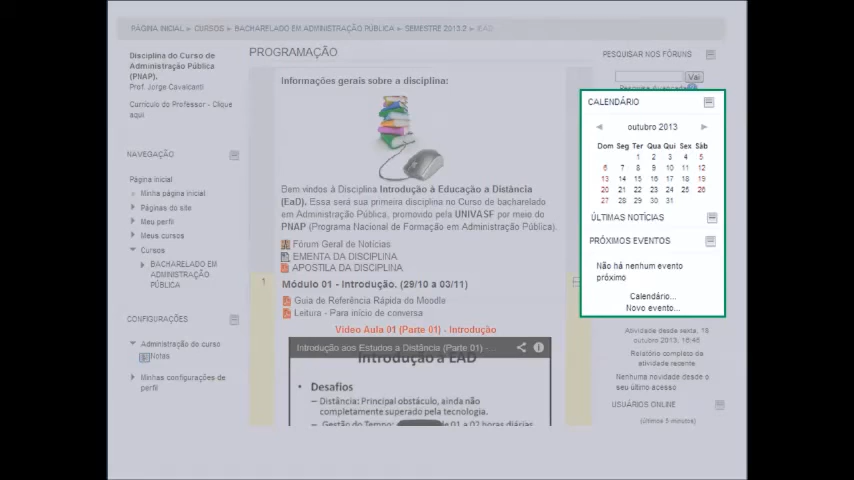 PÁGINA INICIAL ► CURSOS ► BACHARELADO EM ADMINISTRAÇÃO PÚBLICA ► SEMESTRE 2013.2 ► EAD
Disciplina do Curso de
Administração Pública
(PNAP).
Prof. Jorge Cavalcanti
Currículo do Professor - Clique
aqui
NAVEGAÇÃO
Página inicial
Minha página inicial
Páginas do site
Meu perfil
Meus cursos
Cursos
BACHARELADO EM
ADMINISTRAÇÃO
PÚBLICA
CONFIGURAÇÕES
Administração do curso
Notas
Minhas configurações de
perfil
PROGRAMAÇÃO
Informações gerais sobre a disciplina:
Bem vindos à Disciplina Introdução à Educação a Distância
(EaD). Essa será sua primeira disciplina no Curso de bacharelado
em Administração Pública, promovido pela UNIVASF por meio do
PNAP (Programa Nacional de Formação em Administração Pública).
Fórum Geral de Notícias
EMENTA DA DISCIPLINA
APOSTILA DA DISCIPLINA
1
Módulo 01 - Introdução. (29/10 a 03/11)
Guia de Referência Rápida do Moodle
Leitura - Para início de conversa
Video Aula 01 (Parte 01) - Introdução
Introdução aos Estudos a Distância (Parte 01) - ...
Introdução a EAD
• Desafios
– Distância: Principal obstáculo, ainda não
completamente superado pela tecnologia.
– Gestão do Tempo: de 01 a 02 horas diárias
PESQUISAR NOS FÓRUNS
Vai
Pesquisa Avançada
CALENDÁRIO
◄ outubro 2013 ►
Dom Seg Ter Qua Qui Sex Sáb
1 2 3 4 5
6 7 8 9 10 11 12
13 14 15 16 17 18 19
20 21 22 23 24 25 26
27 28 29 30 31
ÚLTIMAS NOTÍCIAS
PRÓXIMOS EVENTOS
Não há nenhum evento
próximo
Calendário...
Novo evento...
Atividade desde sexta, 18
outubro 2013, 16:45
Relatório completo da
atividade recente
Nenhuma novidade desde o
seu último acesso
USUÁRIOS ONLINE
(últimos 5 minutos)